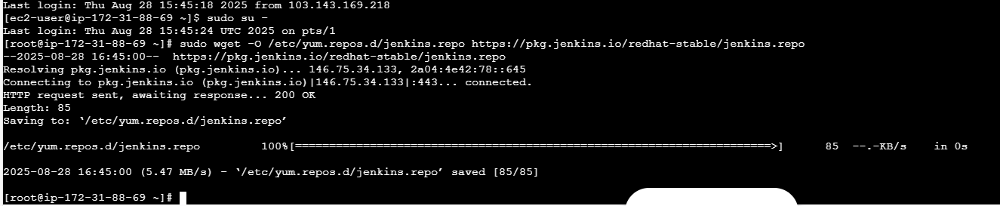 Last login: Thu Aug 28 15:45:18 2025 from 103.143.169.218
[ec2-user@ip-172-31-88-69 ~]$ sudo su -
Last login: Thu Aug 28 15:45:24 UTC 2025 on pts/1
[root@ip-172-31-88-69 ~]# sudo wget -O /etc/yum.repos.d/jenkins.repo https://pkg.jenkins.io/redhat-stable/jenkins.repo
--2025-08-28 16:45:00-- https://pkg.jenkins.io/redhat-stable/jenkins.repo
Resolving pkg.jenkins.io (pkg.jenkins.io)... 146.75.34.133, 2a04:4e42:78::645
Connecting to pkg.jenkins.io (pkg.jenkins.io)|146.75.34.133|:443... connected.
HTTP request sent, awaiting response... 200 OK
Length: 85
Saving to: ‘/etc/yum.repos.d/jenkins.repo’
/etc/yum.repos.d/jenkins.repo 100%[======================================================================>] 85 --.-KB/s in 0s
2025-08-28 16:45:00 (5.47 MB/s) - ‘/etc/yum.repos.d/jenkins.repo’ saved [85/85]
[root@ip-172-31-88-69 ~]#